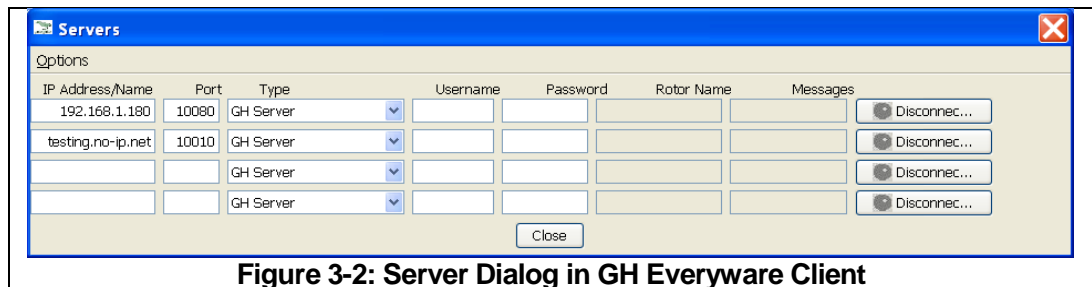 Servers
Options
IP Address/Name Port Type Username Password Rotor Name Messages
192.168.1.180 10080 GH Server Disconnec...
testing.no-ip.net 10010 GH Server Disconnec...
GH Server Disconnec...
GH Server Disconnec...
Close
Figure 3-2: Server Dialog in GH Everyware Client